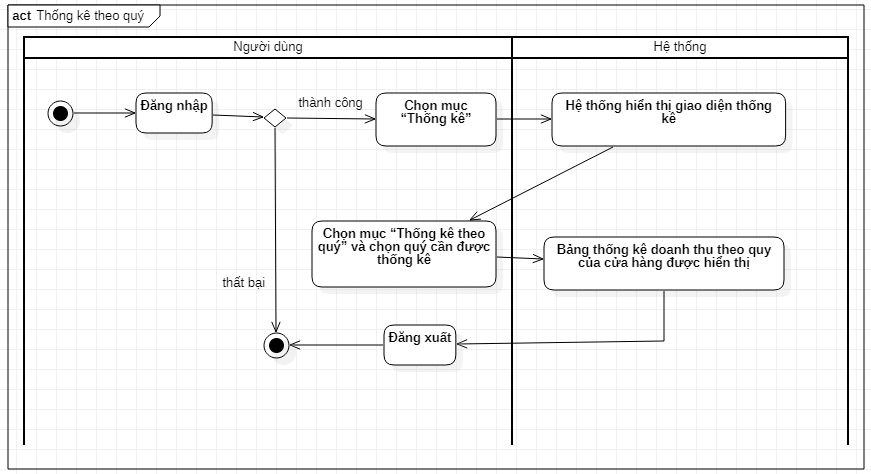 act Thống kê theo quý
Người dùng
Hệ thống
Đăng nhập
thành công
Chọn mục
“Thống kê”
Hệ thống hiển thị giao diện thống
kê
Chọn mục “Thống kê theo
quý” và chọn quý cần được
thống kê
Bảng thống kê doanh thu theo quy
của cửa hàng được hiển thị
thất bại
Đăng xuất